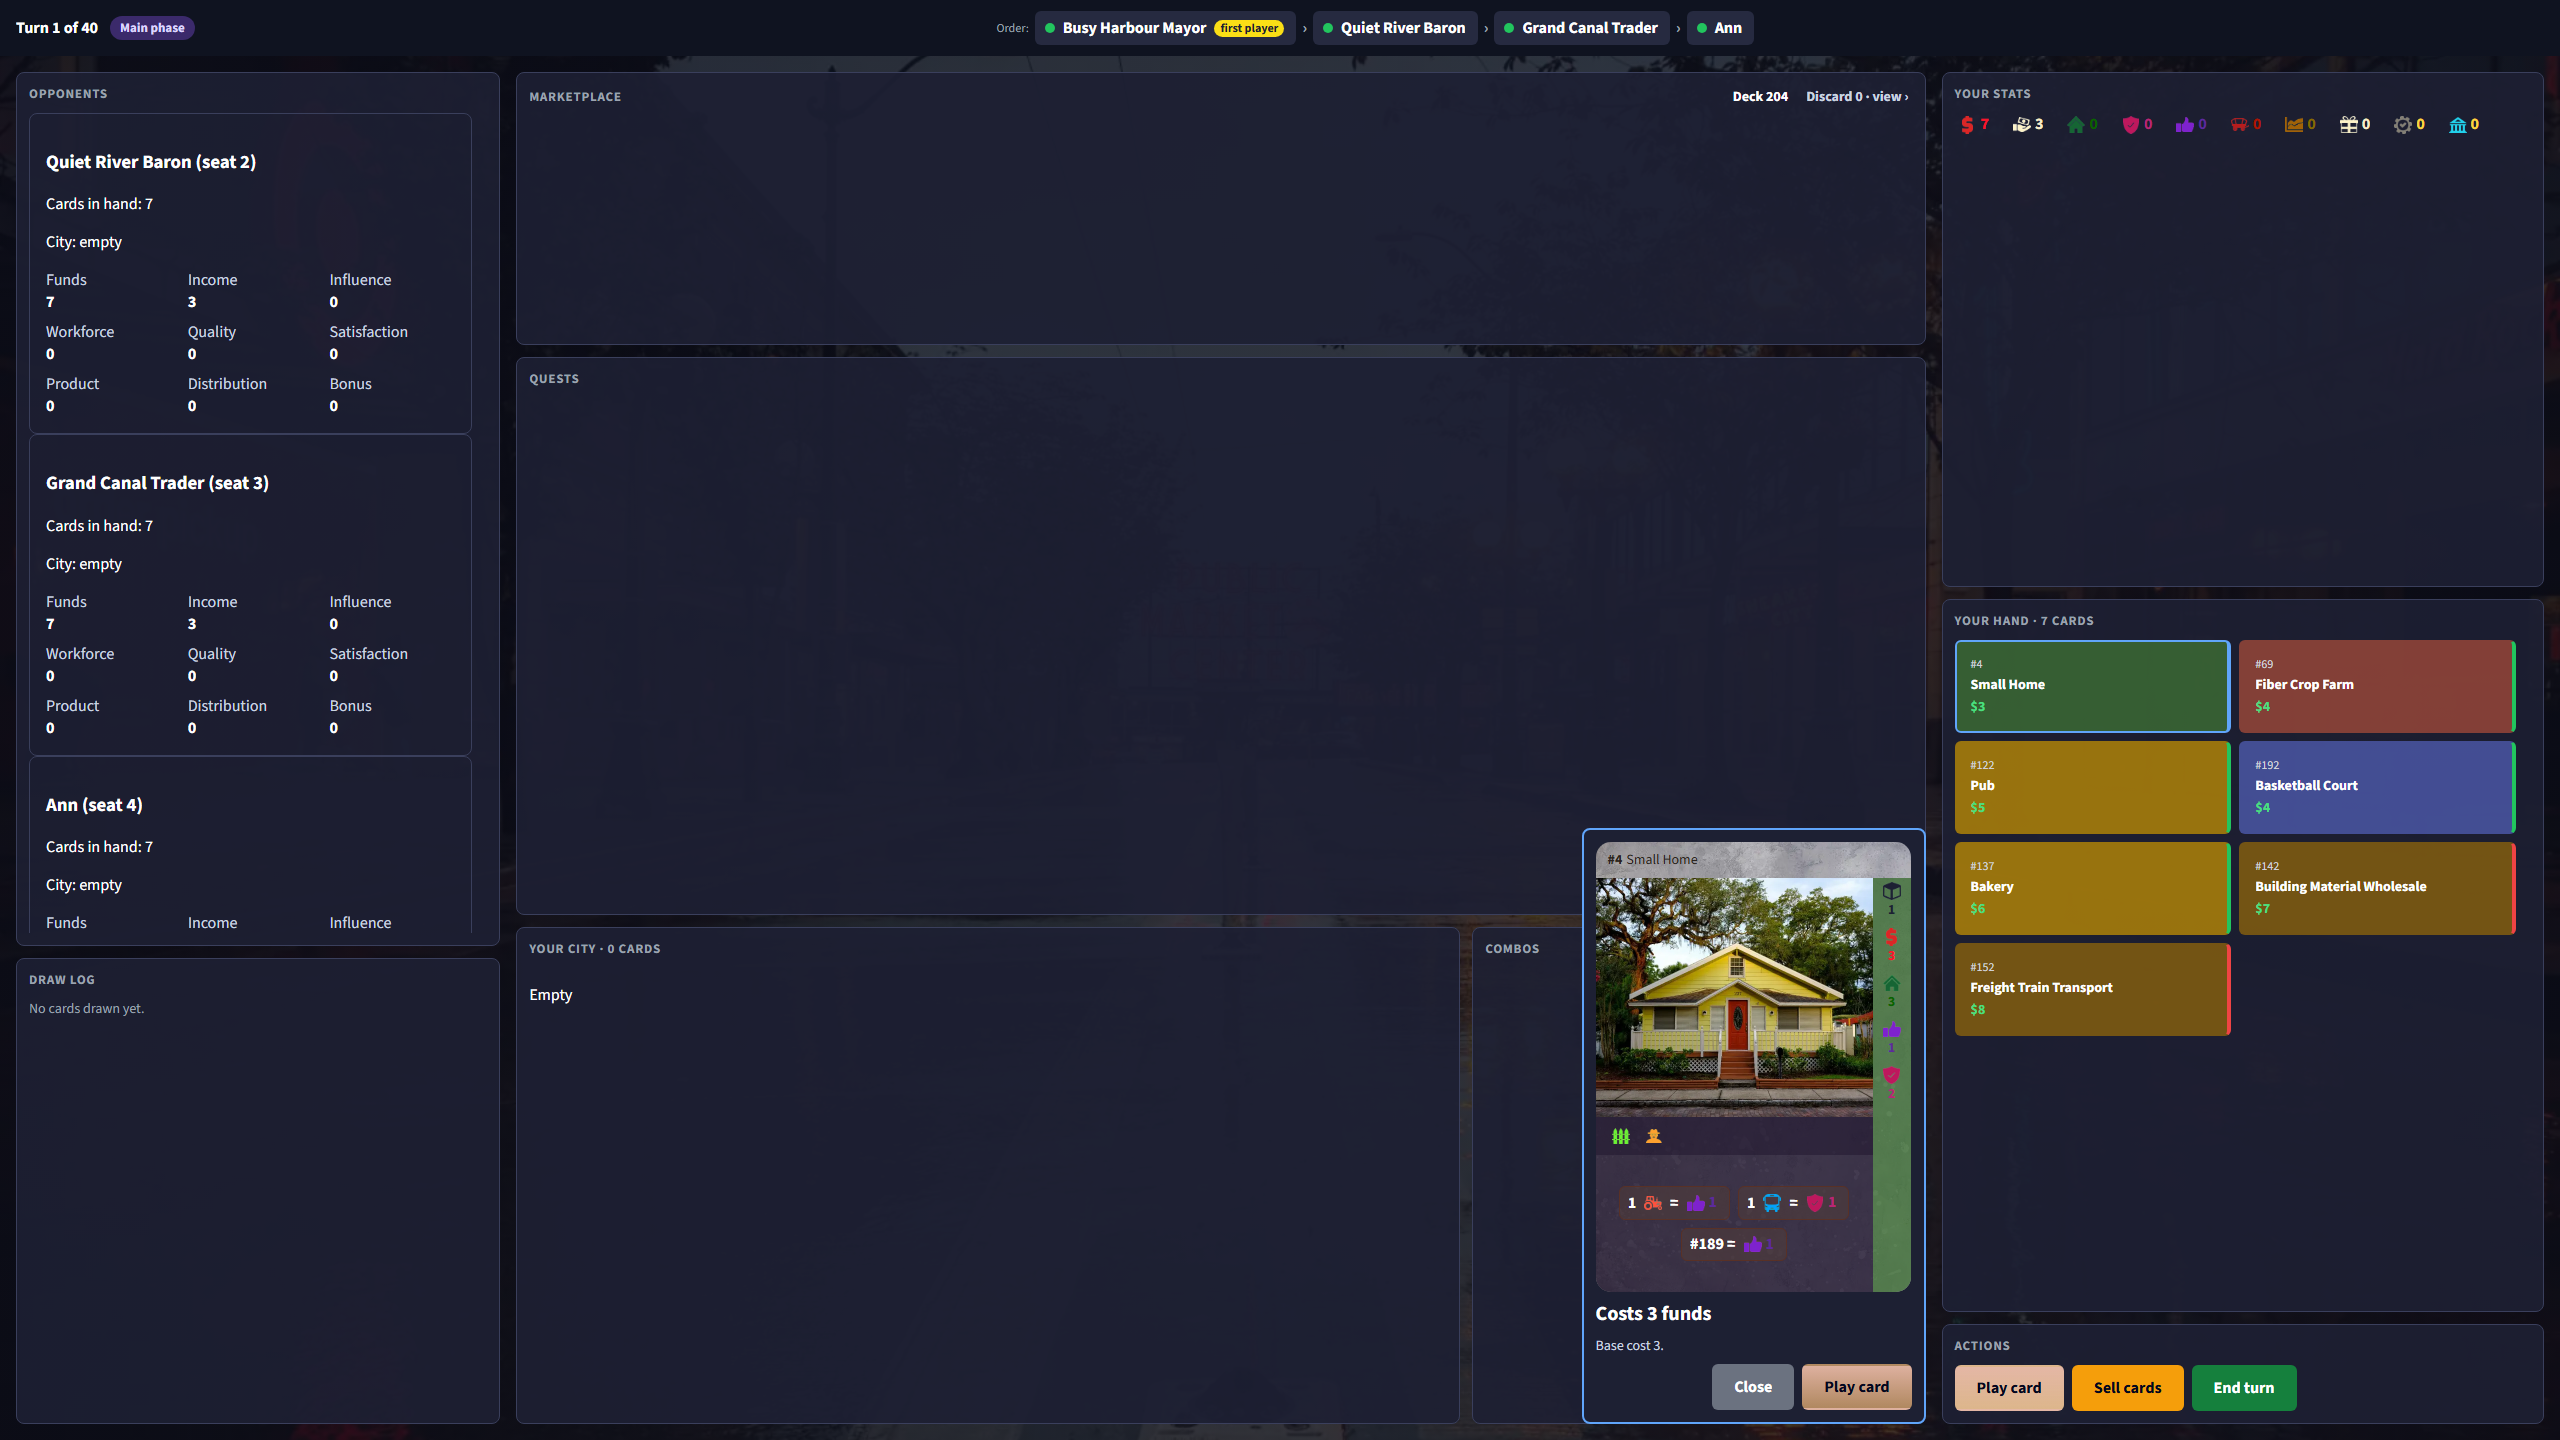 Turn 1 of 40 Main phase
Order: Busy Harbour Mayor first player › Quiet River Baron › Grand Canal Trader › Ann
OPPONENTS
Quiet River Baron (seat 2)
Cards in hand: 7
City: empty
Funds Income Influence
7 3 0
Workforce Quality Satisfaction
0 0 0
Product Distribution Bonus
0 0 0
Grand Canal Trader (seat 3)
Cards in hand: 7
City: empty
Funds Income Influence
7 3 0
Workforce Quality Satisfaction
0 0 0
Product Distribution Bonus
0 0 0
Ann (seat 4)
Cards in hand: 7
City: empty
Funds Income Influence
DRAW LOG
No cards drawn yet.
MARKETPLACE
Deck 204 Discard 0 · view ›
QUESTS
YOUR CITY · 0 CARDS
Empty
COMBOS
#4 Small Home
1
3
3
1
2
1 = 1 1 = 1
#189 = 1
Costs 3 funds
Base cost 3.
Close Play card
YOUR STATS
7 3 0 0 0 0 0 0 0 0
YOUR HAND · 7 CARDS
#4
Small Home
$3
#69
Fiber Crop Farm
$4
#122
Pub
$5
#192
Basketball Court
$4
#137
Bakery
$6
#142
Building Material Wholesale
$7
#152
Freight Train Transport
$8
ACTIONS
Play card Sell cards End turn